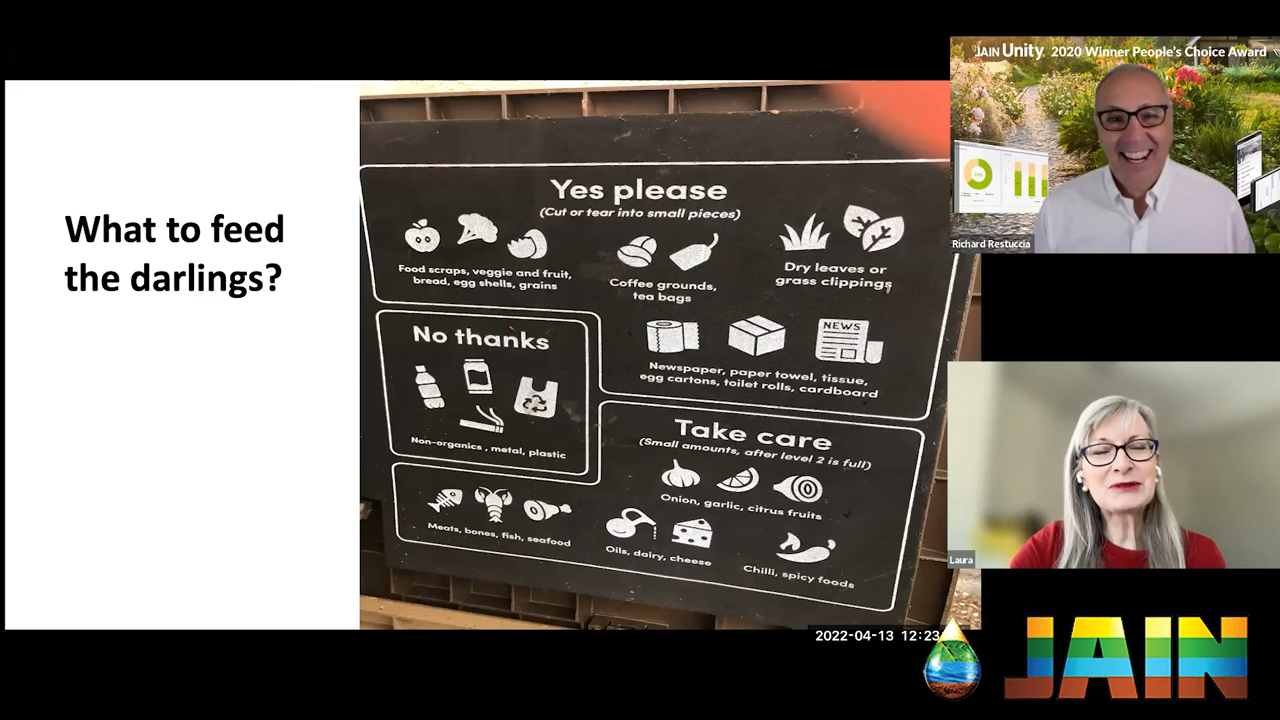 What to feed
the darlings?
Yes please
(Cut or tear into small pieces)
Food scraps, veggie and fruit,
bread, egg shells, grains
Coffee grounds,
tea bags
Dry leaves or
grass clippings
NEWS
Newspaper, paper towel, tissue,
egg cartons, toilet rolls, cardboard
No thanks
Non-organics , metal, plastic
Take care
(Small amounts, after level 2 is full)
Onion, garlic, citrus fruits
Meats, bones, fish, seafood
Oils, dairy, cheese
Chilli, spicy foods
JAIN Unity. 2020 Winner People's Choice Award
Richard Restuccia
Laura
2022-04-13 12:23
JAIN